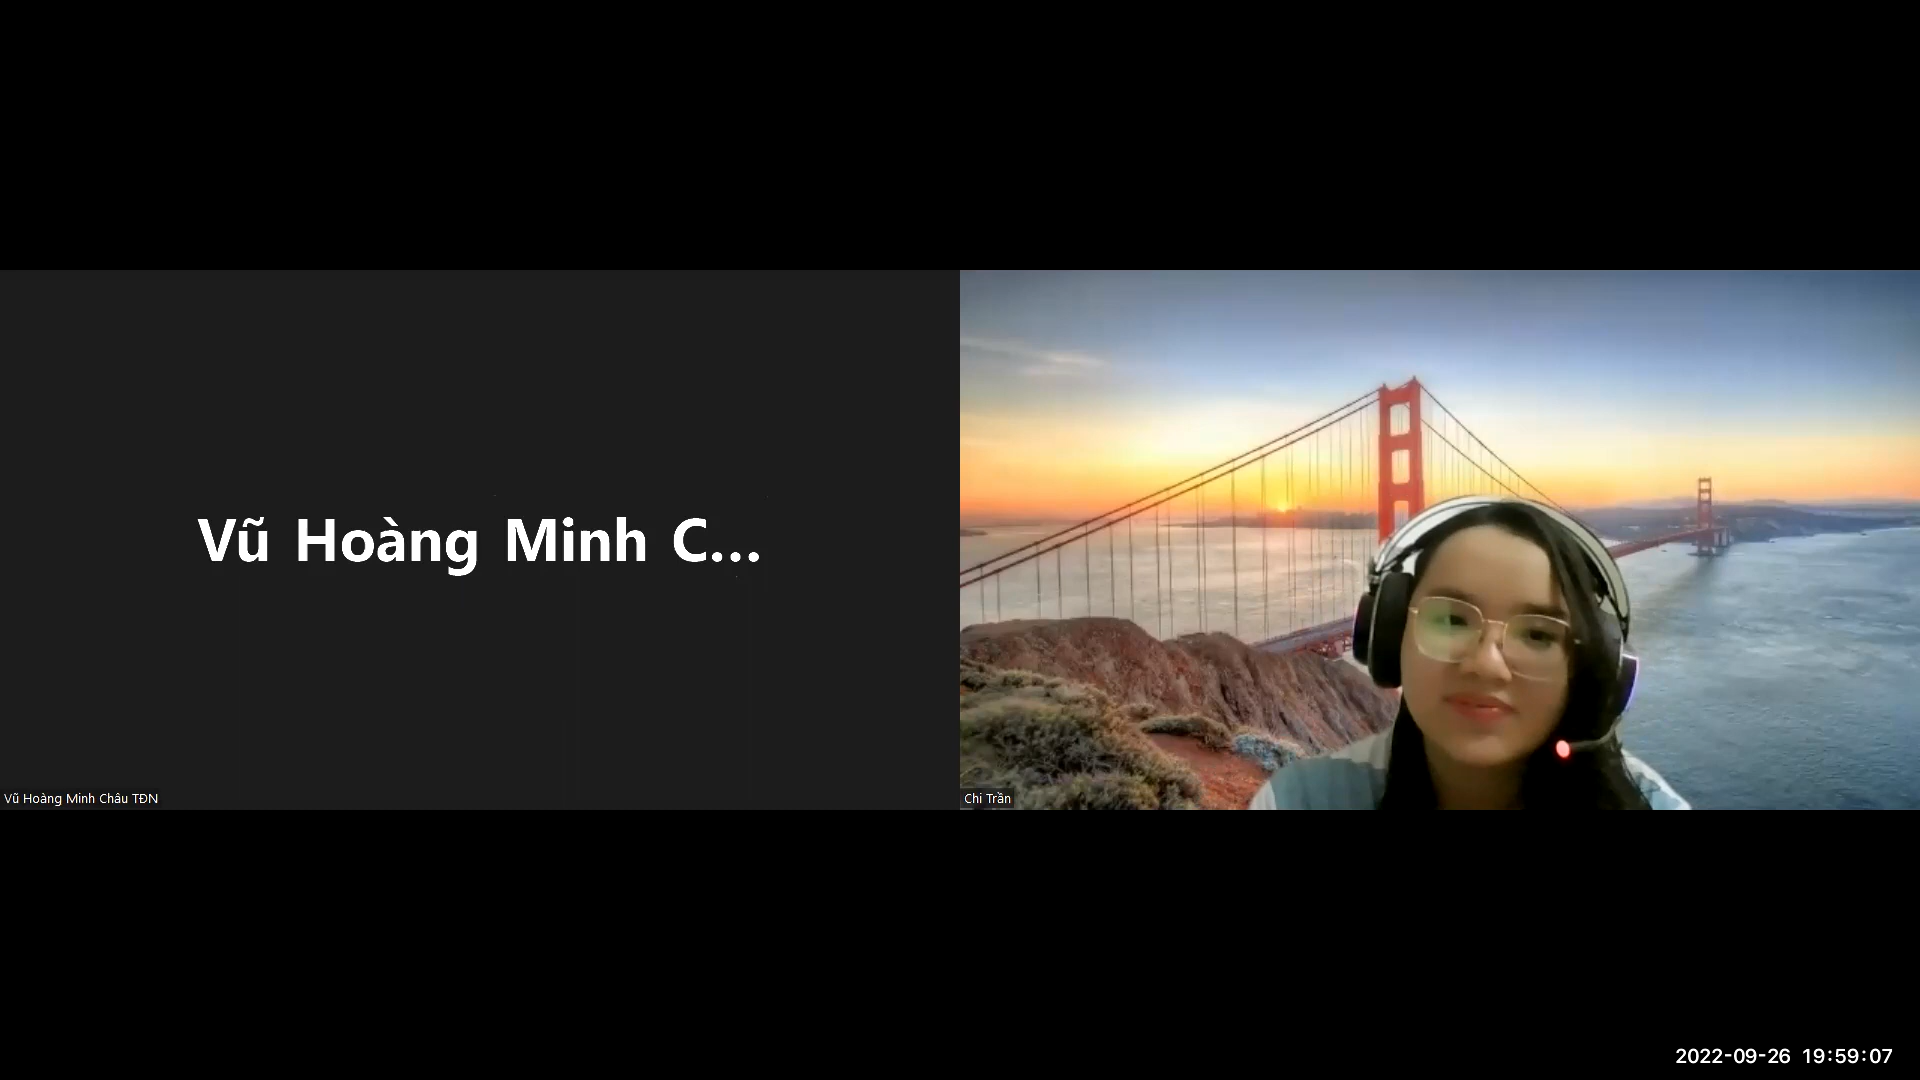 Vũ Hoàng Minh C...
Vũ Hoàng Minh Châu TĐN
Chi Trần
2022-09-26 19:59:07